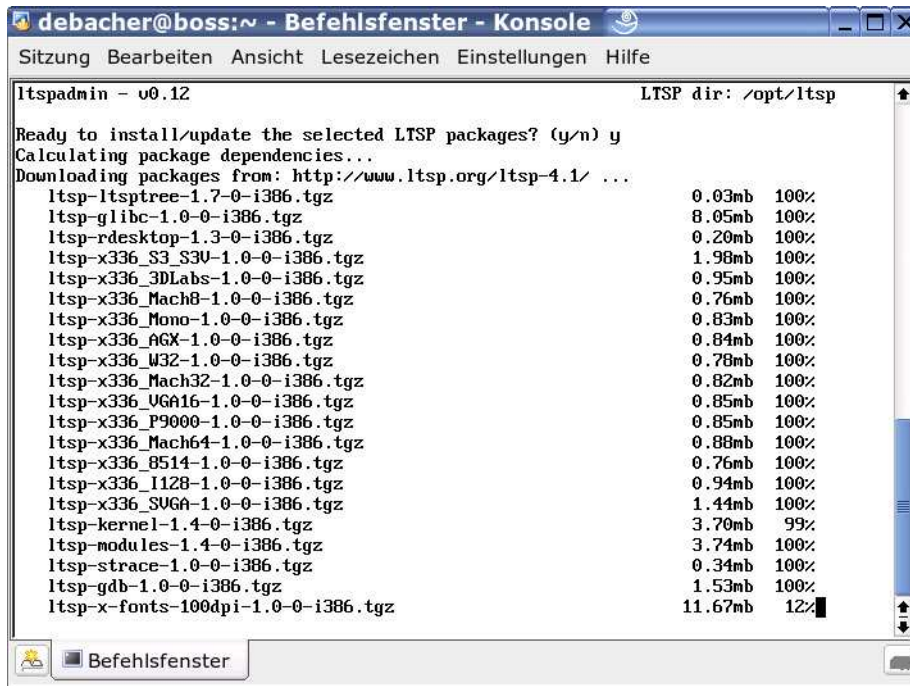 debacher@boss:~ - Befehlsfenster - Konsole
Sitzung Bearbeiten Ansicht Lesezeichen Einstellungen Hilfe
ltspadmin - v0.12 LTSP dir: /opt/ltsp
Ready to install/update the selected LTSP packages? (y/n) y
Calculating package dependencies...
Downloading packages from: http://www.ltsp.org/ltsp-4.1/ ...
ltsp-ltsptree-1.7-0-i386.tgz 0.03mb 100%
ltsp-glibc-1.0-0-i386.tgz 8.05mb 100%
ltsp-rdesktop-1.3-0-i386.tgz 0.20mb 100%
ltsp-x336_S3_S3V-1.0-0-i386.tgz 1.98mb 100%
ltsp-x336_3DLabs-1.0-0-i386.tgz 0.95mb 100%
ltsp-x336_Mach8-1.0-0-i386.tgz 0.76mb 100%
ltsp-x336_Mono-1.0-0-i386.tgz 0.83mb 100%
ltsp-x336_AGX-1.0-0-i386.tgz 0.84mb 100%
ltsp-x336_W32-1.0-0-i386.tgz 0.78mb 100%
ltsp-x336_Mach32-1.0-0-i386.tgz 0.82mb 100%
ltsp-x336_VGA16-1.0-0-i386.tgz 0.85mb 100%
ltsp-x336_P9000-1.0-0-i386.tgz 0.85mb 100%
ltsp-x336_Mach64-1.0-0-i386.tgz 0.88mb 100%
ltsp-x336_8514-1.0-0-i386.tgz 0.76mb 100%
ltsp-x336_I128-1.0-0-i386.tgz 0.94mb 100%
ltsp-x336_SVGA-1.0-0-i386.tgz 1.44mb 100%
ltsp-kernel-1.4-0-i386.tgz 3.70mb 99%
ltsp-modules-1.4-0-i386.tgz 3.74mb 100%
ltsp-strace-1.0-0-i386.tgz 0.34mb 100%
ltsp-gdb-1.0-0-i386.tgz 1.53mb 100%
ltsp-x-fonts-100dpi-1.0-0-i386.tgz 11.67mb 12%
Befehlsfenster